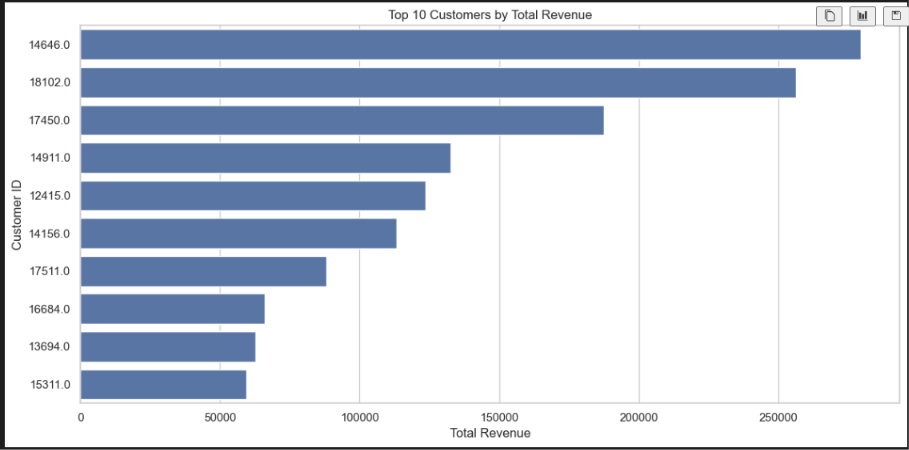 Top 10 Customers by Total Revenue
14646.0
18102.0
17450.0
14911.0
12415.0
14156.0
17511.0
16684.0
13694.0
15311.0
Customer ID
0 50000 100000 150000 200000 250000
Total Revenue